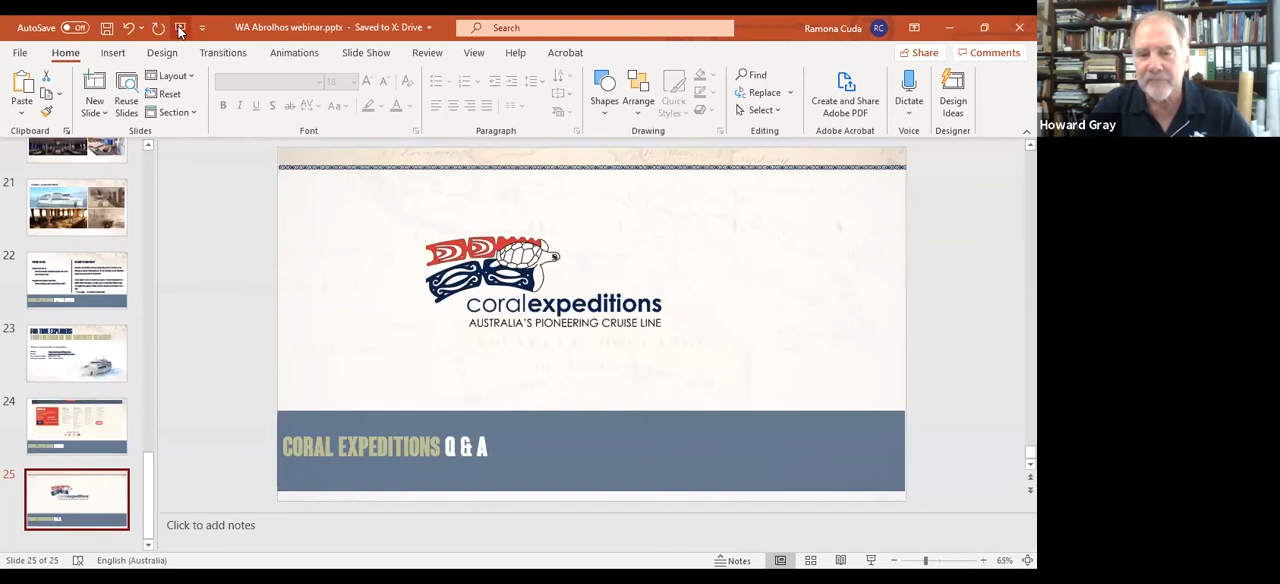 AutoSave Off WA Abrolhos webinar.pptx - Saved to X: Drive Search Ramona Cuda RC
File Home Insert Design Transitions Animations Slide Show Review View Help Acrobat Share Comments
Paste New Slide Reuse Slides Layout Reset Section 18 Shapes Arrange Quick Styles Find Replace Select Create and Share Adobe PDF Dictate Design Ideas
Clipboard Slides Font Paragraph Drawing Editing Adobe Acrobat Voice Designer
Howard Gray
21
22
23
FOR TRUE EXPLORERS
24
25
coralexpeditions
AUSTRALIA'S PIONEERING CRUISE LINE
CORAL EXPEDITIONS Q & A
Click to add notes
Slide 25 of 25 English (Australia) Notes 65%